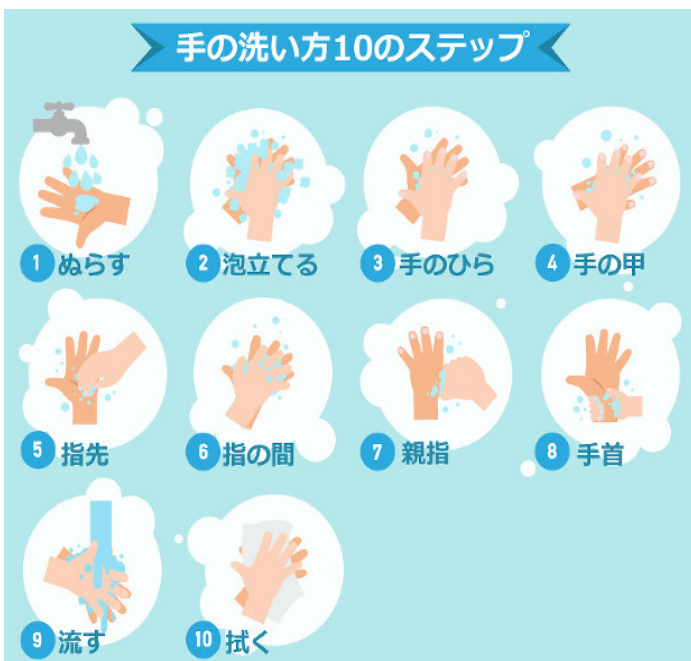 手の洗い方10のステップ
1 ぬらす
2 泡立てる
3 手のひら
4 手の甲
5 指先
6 指の間
7 親指
8 手首
9 流す
10 拭く